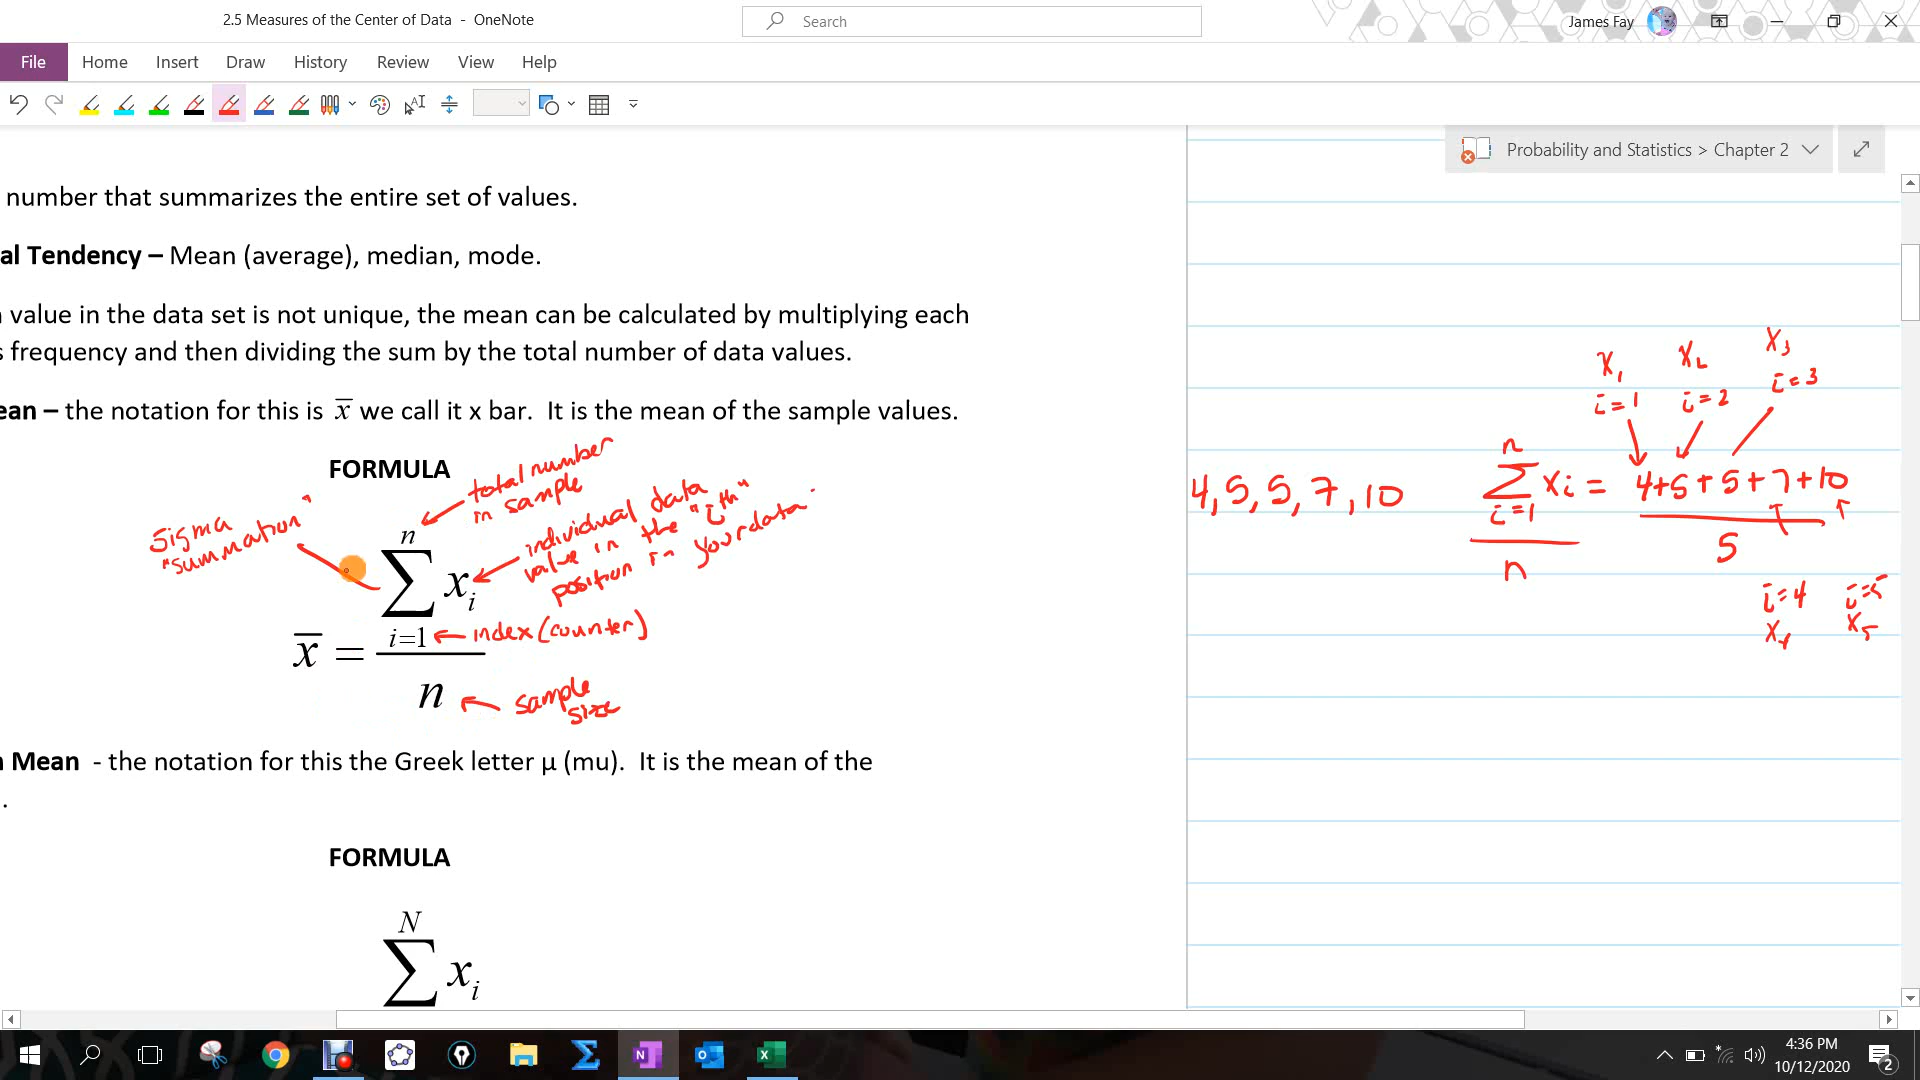 2.5 Measures of the Center of Data - OneNote
Search
James Fay
File Home Insert Draw History Review View Help
Probability and Statistics > Chapter 2
number that summarizes the entire set of values.
al Tendency – Mean (average), median, mode.
value in the data set is not unique, the mean can be calculated by multiplying each
s frequency and then dividing the sum by the total number of data values.
ean – the notation for this is x̅ we call it x bar. It is the mean of the sample values.
FORMULA
total number
in sample
individual data
value in the "ith"
position in your data
Sigma
"summation"
n
∑ xᵢ
i=1
index (counter)
x̅ =
n
sample
size
Mean - the notation for this the Greek letter µ (mu). It is the mean of the
.
FORMULA
N
∑ xᵢ
x₁ x₂ x₃
i=1 i=2 i=3
4, 5, 5, 7, 10
n
∑ xᵢ = 4+5+5+7+10
i=1
n
5
i=4 i=5
x₄ x₅
4:36 PM
10/12/2020
2